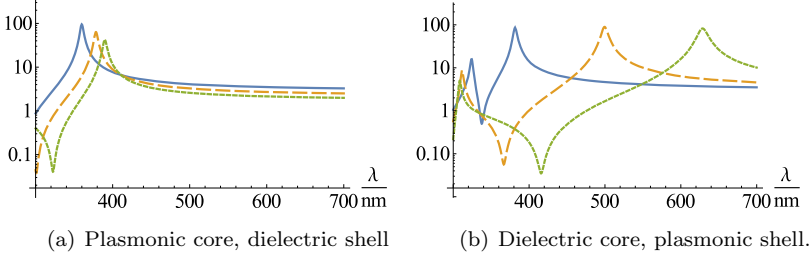 100
10
1
0.1
400 500 600 700
λ
nm
(a) Plasmonic core, dielectric shell
100
10
1
0.10
400 500 600 700
λ
nm
(b) Dielectric core, plasmonic shell.